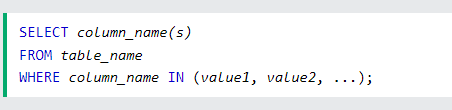 SELECT column_name(s)
FROM table_name
WHERE column_name IN (value1, value2, ...);